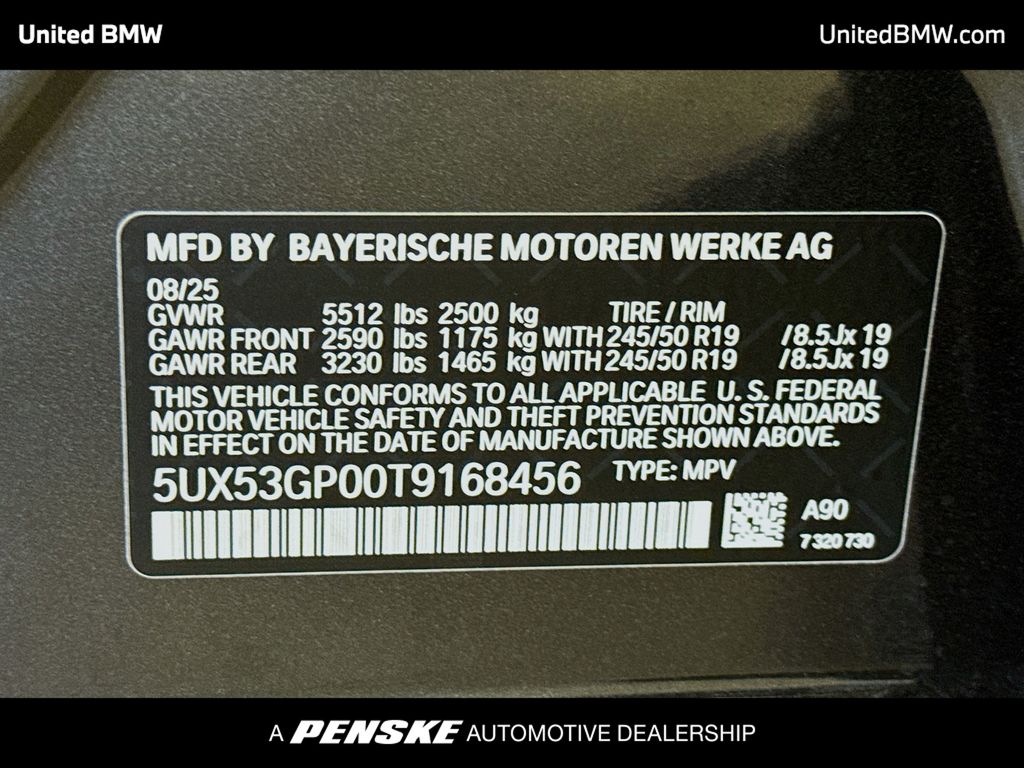 United BMW
UnitedBMW.com
MFD BY BAYERISCHE MOTOREN WERKE AG
08/25
GVWR 5512 lbs 2500 kg TIRE / RIM
GAWR FRONT 2590 lbs 1175 kg WITH 245/50 R19 /8.5Jx 19
GAWR REAR 3230 lbs 1465 kg WITH 245/50 R19 /8.5Jx 19
THIS VEHICLE CONFORMS TO ALL APPLICABLE U. S. FEDERAL
MOTOR VEHICLE SAFETY AND THEFT PREVENTION STANDARDS
IN EFFECT ON THE DATE OF MANUFACTURE SHOWN ABOVE.
5UX53GP00T9168456 TYPE: MPV
A90
7 320 730
A PENSKE AUTOMOTIVE DEALERSHIP